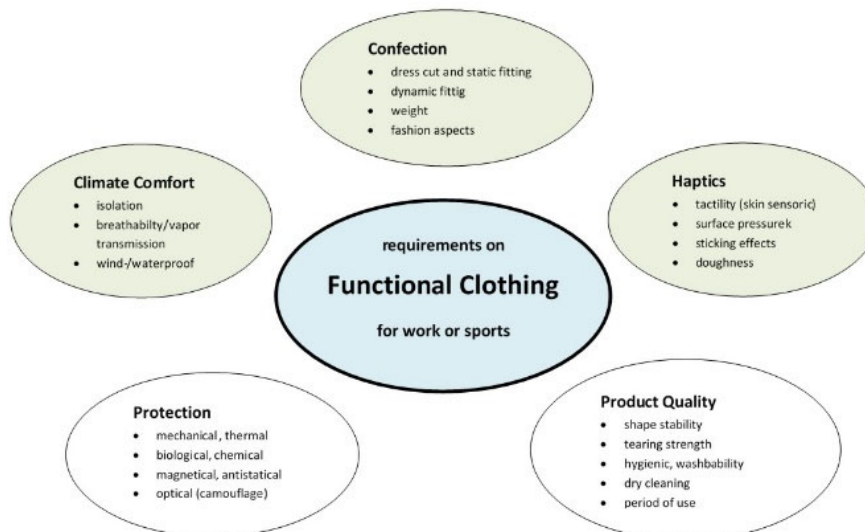 Confection
• dress cut and static fitting
• dynamic fittig
• weight
• fashion aspects
Climate Comfort
• isolation
• breathabilty/vapor
transmission
• wind-/waterproof
Haptics
• tactility (skin sensoric)
• surface pressurek
• sticking effects
• doughness
requirements on
Functional Clothing
for work or sports
Protection
• mechanical, thermal
• biological, chemical
• magnetical, antistatical
• optical (camouflage)
Product Quality
• shape stability
• tearing strength
• hygienic, washbability
• dry cleaning
• period of use